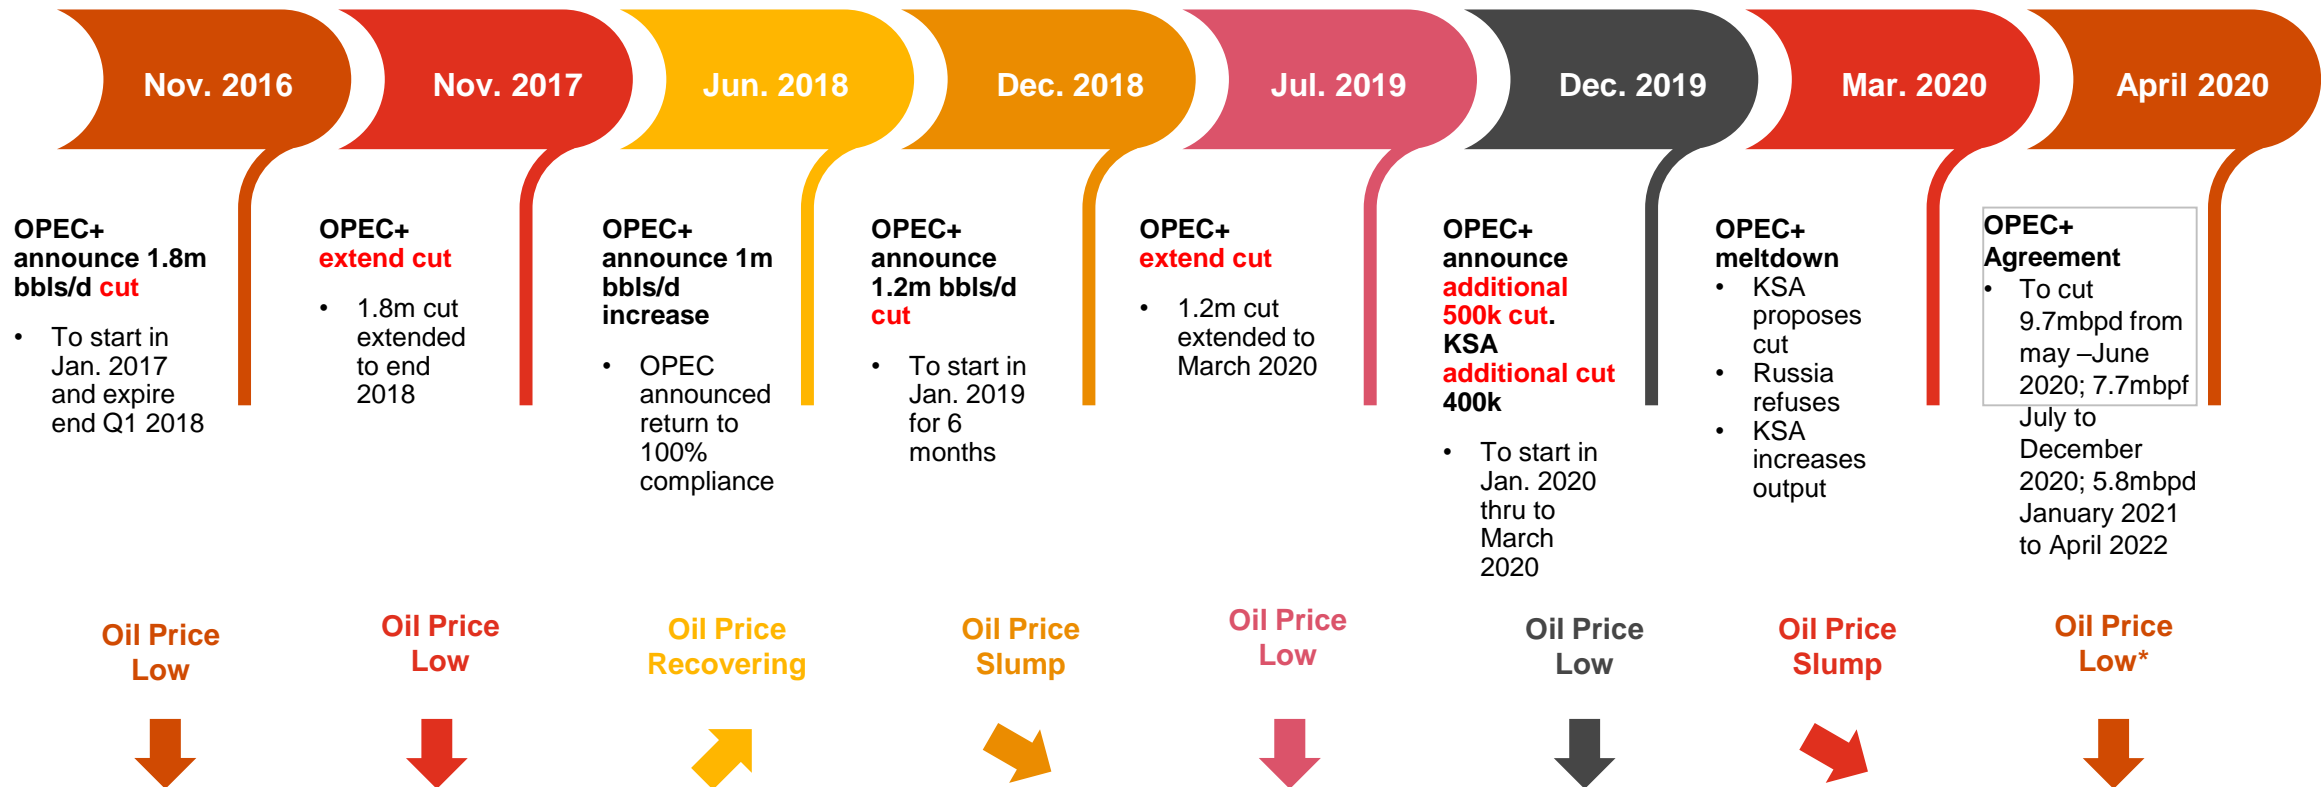 Nov. 2016
Nov. 2017
Jun. 2018
Dec. 2018
Jul. 2019
Dec. 2019
Mar. 2020
April 2020
OPEC+
announce 1.8m
bbls/d cut
• To start in
Jan. 2017
and expire
end Q1 2018
OPEC+
extend cut
• 1.8m cut
extended
to end
2018
OPEC+
announce 1m
bbls/d
increase
• OPEC
announced
return to
100%
compliance
OPEC+
announce
1.2m bbls/d
cut
• To start in
Jan. 2019
for 6
months
OPEC+
extend cut
• 1.2m cut
extended to
March 2020
OPEC+
announce
additional
500k cut.
KSA
additional cut
400k
• To start in
Jan. 2020
thru to
March
2020
OPEC+
meltdown
• KSA
proposes
cut
• Russia
refuses
• KSA
increases
output
OPEC+
Agreement
• To cut
9.7mbpd from
may –June
2020; 7.7mbpf
July to
December
2020; 5.8mbpd
January 2021
to April 2022
Oil Price
Low
Oil Price
Low
Oil Price
Recovering
Oil Price
Slump
Oil Price
Low
Oil Price
Low
Oil Price
Slump
Oil Price
Low*